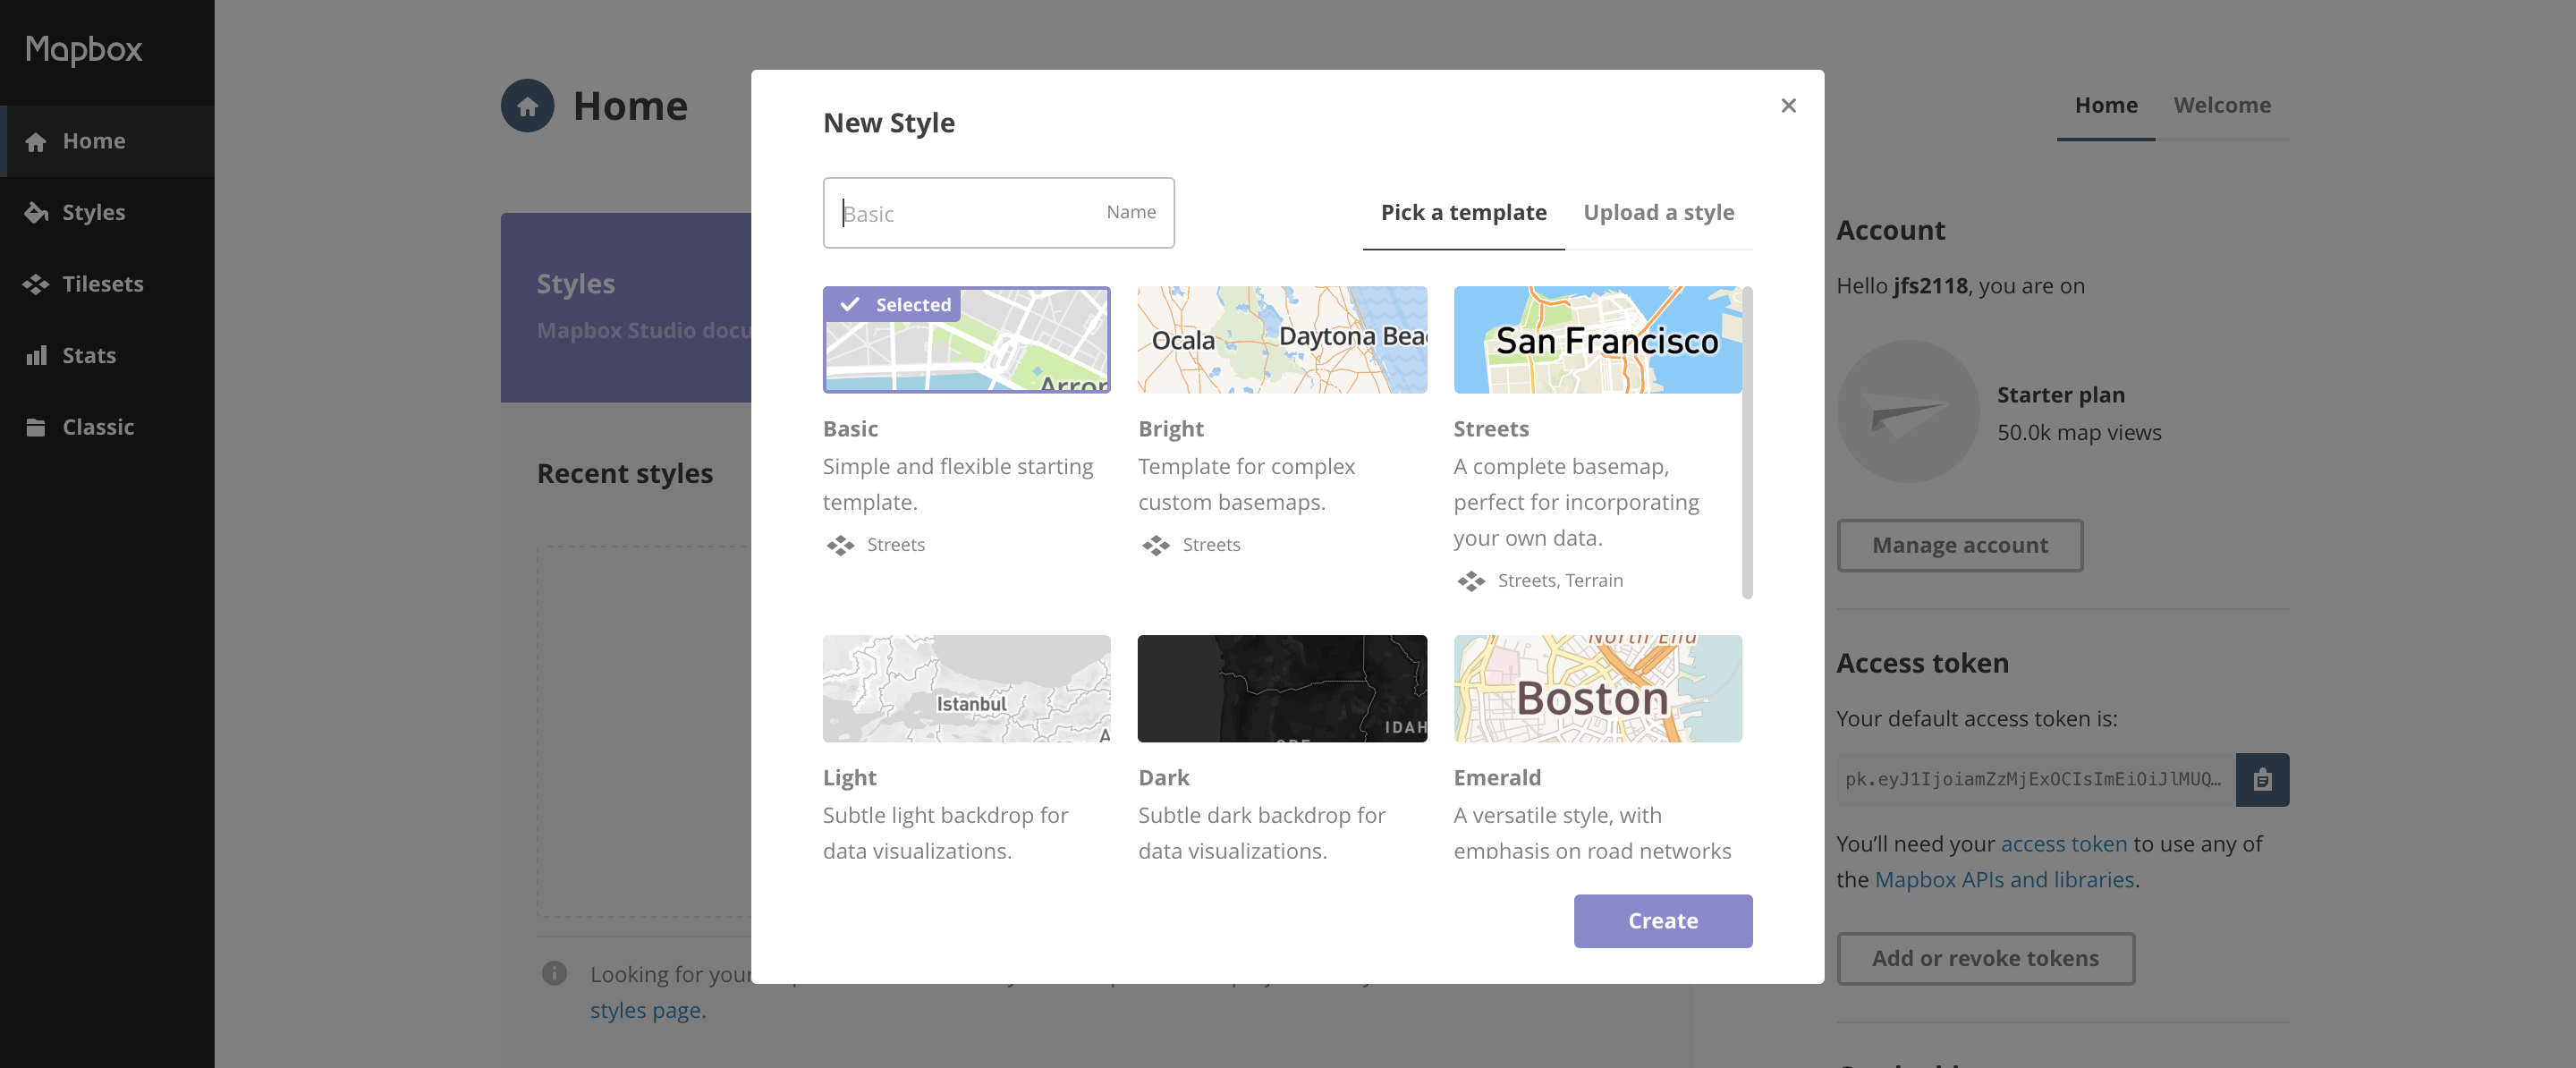 Mapbox
Home
Styles
Tilesets
Stats
Classic
Home
Home
Welcome
Styles
Mapbox Studio docu
Recent styles
Looking for your
styles page.
New Style
Basic
Name
Pick a template
Upload a style
Selected
Arron
Ocala
Daytona Bea
San Francisco
Basic
Simple and flexible starting
template.
Streets
Bright
Template for complex
custom basemaps.
Streets
Streets
A complete basemap,
perfect for incorporating
your own data.
Streets, Terrain
Istanbul
A
IDAH
ORE
North End
Boston
Light
Subtle light backdrop for
data visualizations.
Dark
Subtle dark backdrop for
data visualizations.
Emerald
A versatile style, with
emphasis on road networks
Create
Account
Hello jfs2118, you are on
Starter plan
50.0k map views
Manage account
Access token
Your default access token is:
pk.eyJ1IjoiamZzMjExOCIsImEiOiJlMUQ…
You'll need your access token to use any of
the Mapbox APIs and libraries.
Add or revoke tokens